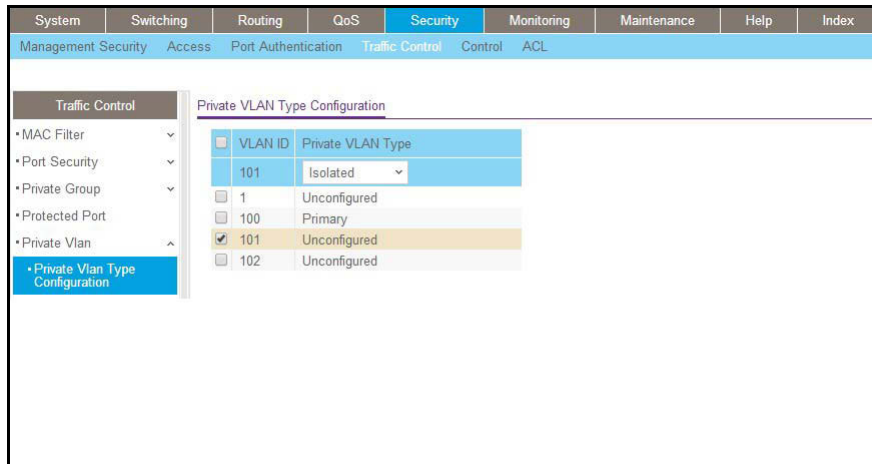 System Switching Routing QoS Security Monitoring Maintenance Help Index
Management Security Access Port Authentication Traffic Control Control ACL
Traffic Control
• MAC Filter
• Port Security
• Private Group
• Protected Port
• Private Vlan
• Private Vlan Type
Configuration
Private VLAN Type Configuration
VLAN ID Private VLAN Type
101 Isolated
1 Unconfigured
100 Primary
101 Unconfigured
102 Unconfigured